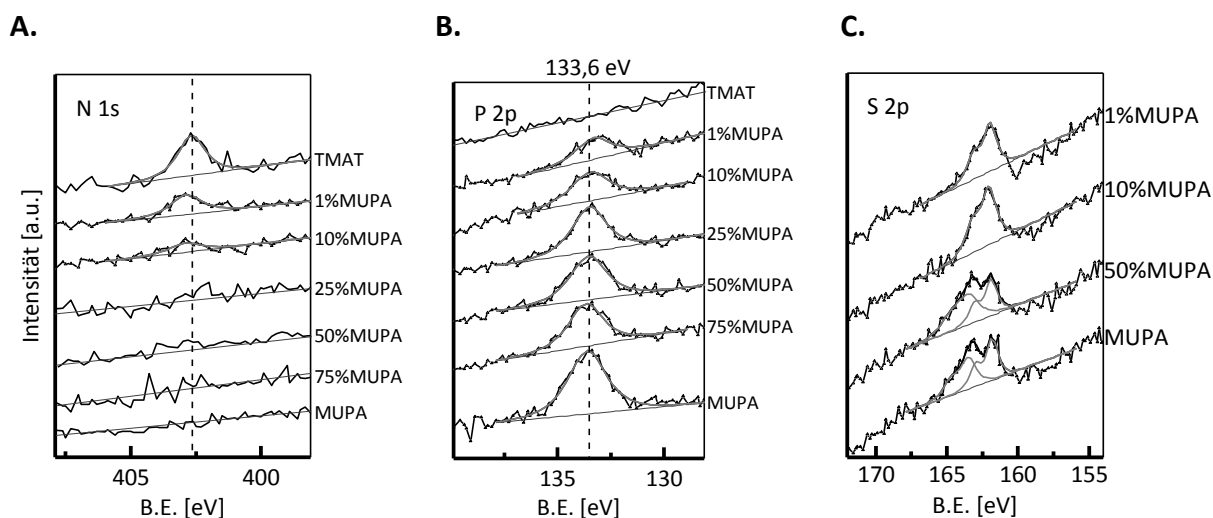 A.
B.
C.
Intensität [a.u.]
N 1s
TMAT
1%MUPA
10%MUPA
25%MUPA
50%MUPA
75%MUPA
MUPA
405
400
B.E. [eV]
133,6 eV
P 2p
TMAT
1%MUPA
10%MUPA
25%MUPA
50%MUPA
75%MUPA
MUPA
135
130
B.E. [eV]
S 2p
1%MUPA
10%MUPA
50%MUPA
MUPA
170
165
160
154
B.E. [eV]